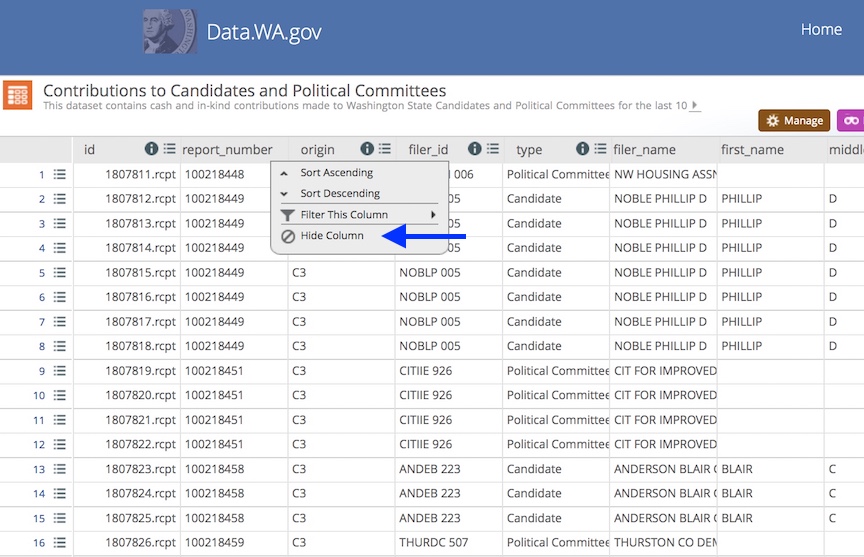 Data.WA.gov
Home
Contributions to Candidates and Political Committees
This dataset contains cash and in-kind contributions made to Washington State Candidates and Political Committees for the last 10
Manage
id report_number origin filer_id type filer_name first_name middl
1 1807811.rcpt 100218448 006 Political Committee NW HOUSING ASSN
2 1807812.rcpt 100218449 05 Candidate NOBLE PHILLIP D PHILLIP D
3 1807813.rcpt 100218449 05 Candidate NOBLE PHILLIP D PHILLIP D
4 1807814.rcpt 100218449 05 Candidate NOBLE PHILLIP D PHILLIP D
Sort Ascending
Sort Descending
Filter This Column
Hide Column
5 1807815.rcpt 100218449 C3 NOBLP 005 Candidate NOBLE PHILLIP D PHILLIP D
6 1807816.rcpt 100218449 C3 NOBLP 005 Candidate NOBLE PHILLIP D PHILLIP D
7 1807817.rcpt 100218449 C3 NOBLP 005 Candidate NOBLE PHILLIP D PHILLIP D
8 1807818.rcpt 100218449 C3 NOBLP 005 Candidate NOBLE PHILLIP D PHILLIP D
9 1807819.rcpt 100218451 C3 CITIIE 926 Political Committee CIT FOR IMPROVED
10 1807820.rcpt 100218451 C3 CITIIE 926 Political Committee CIT FOR IMPROVED
11 1807821.rcpt 100218451 C3 CITIIE 926 Political Committee CIT FOR IMPROVED
12 1807822.rcpt 100218451 C3 CITIIE 926 Political Committee CIT FOR IMPROVED
13 1807823.rcpt 100218458 C3 ANDEB 223 Candidate ANDERSON BLAIR C BLAIR C
14 1807824.rcpt 100218458 C3 ANDEB 223 Candidate ANDERSON BLAIR C BLAIR C
15 1807825.rcpt 100218458 C3 ANDEB 223 Candidate ANDERSON BLAIR C BLAIR C
16 1807826.rcpt 100218459 C3 THURDC 507 Political Committee THURSTON CO DEM